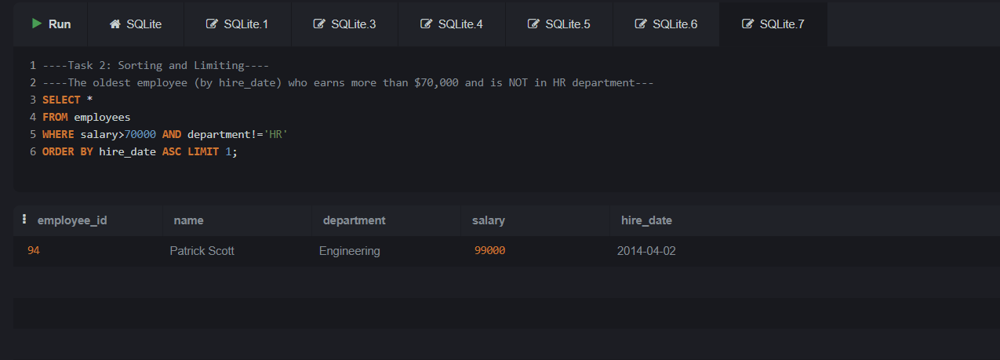 Run SQLite SQLite.1 SQLite.3 SQLite.4 SQLite.5 SQLite.6 SQLite.7
1 ----Task 2: Sorting and Limiting----
2 ----The oldest employee (by hire_date) who earns more than $70,000 and is NOT in HR department---
3 SELECT *
4 FROM employees
5 WHERE salary>70000 AND department!='HR'
6 ORDER BY hire_date ASC LIMIT 1;
employee_id name department salary hire_date
94 Patrick Scott Engineering 99000 2014-04-02